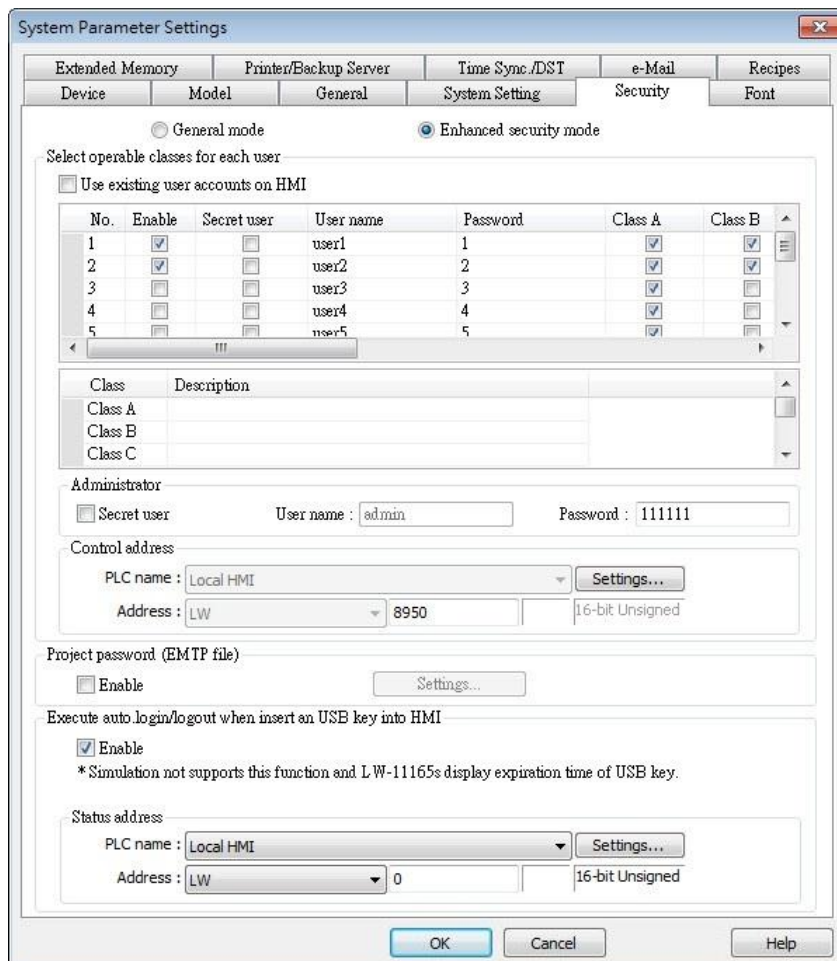 System Parameter Settings
Extended Memory Printer/Backup Server Time Sync./DST e-Mail Recipes
Device Model General System Setting Security Font
General mode Enhanced security mode
Select operable classes for each user
Use existing user accounts on HMI
No. Enable Secret user User name Password Class A Class B
1 user1 1
2 user2 2
3 user3 3
4 user4 4
5 user5 5
Class Description
Class A
Class B
Class C
Administrator
Secret user User name : admin Password : 111111
Control address
PLC name : Local HMI Settings...
Address : LW 8950 16-bit Unsigned
Project password (EMTP file)
Enable Settings...
Execute auto.login/logout when insert an USB key into HMI
Enable
* Simulation not supports this function and LW-11165s display expiration time of USB key.
Status address
PLC name : Local HMI Settings...
Address : LW 0 16-bit Unsigned
OK Cancel Help